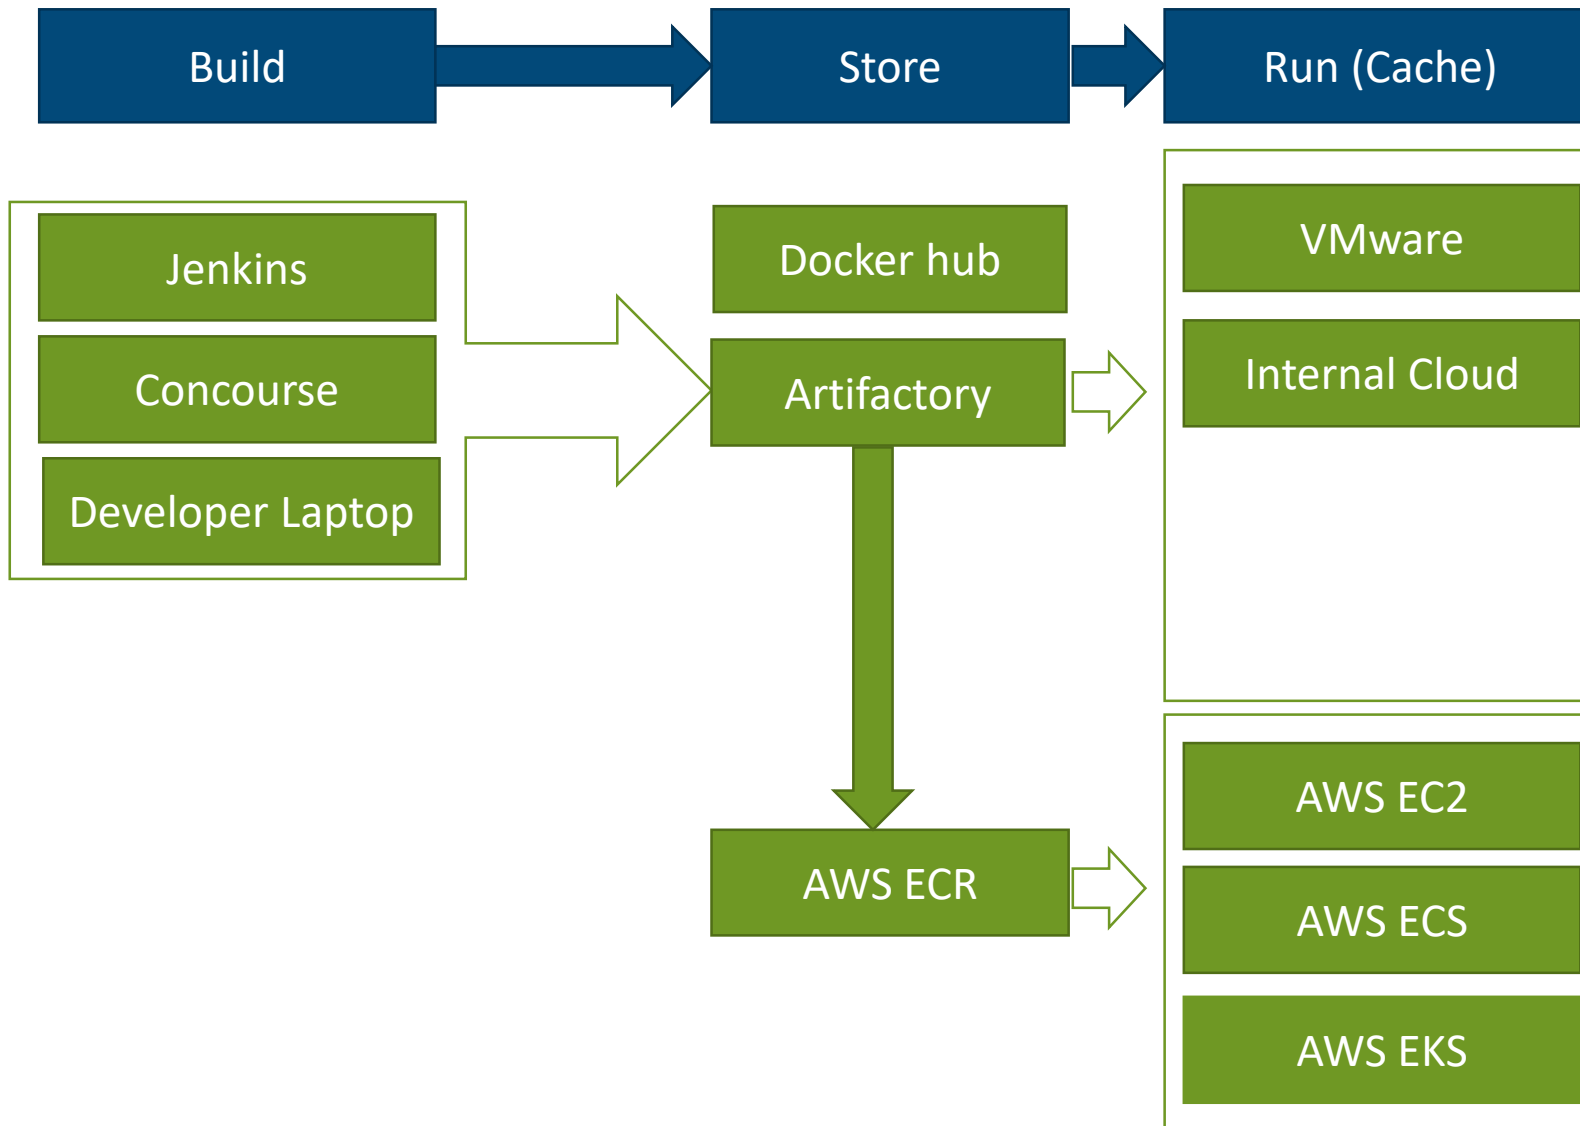 Build
Store
Run (Cache)
Jenkins
Concourse
Developer Laptop
Docker hub
Artifactory
AWS ECR
VMware
Internal Cloud
AWS EC2
AWS ECS
AWS EKS